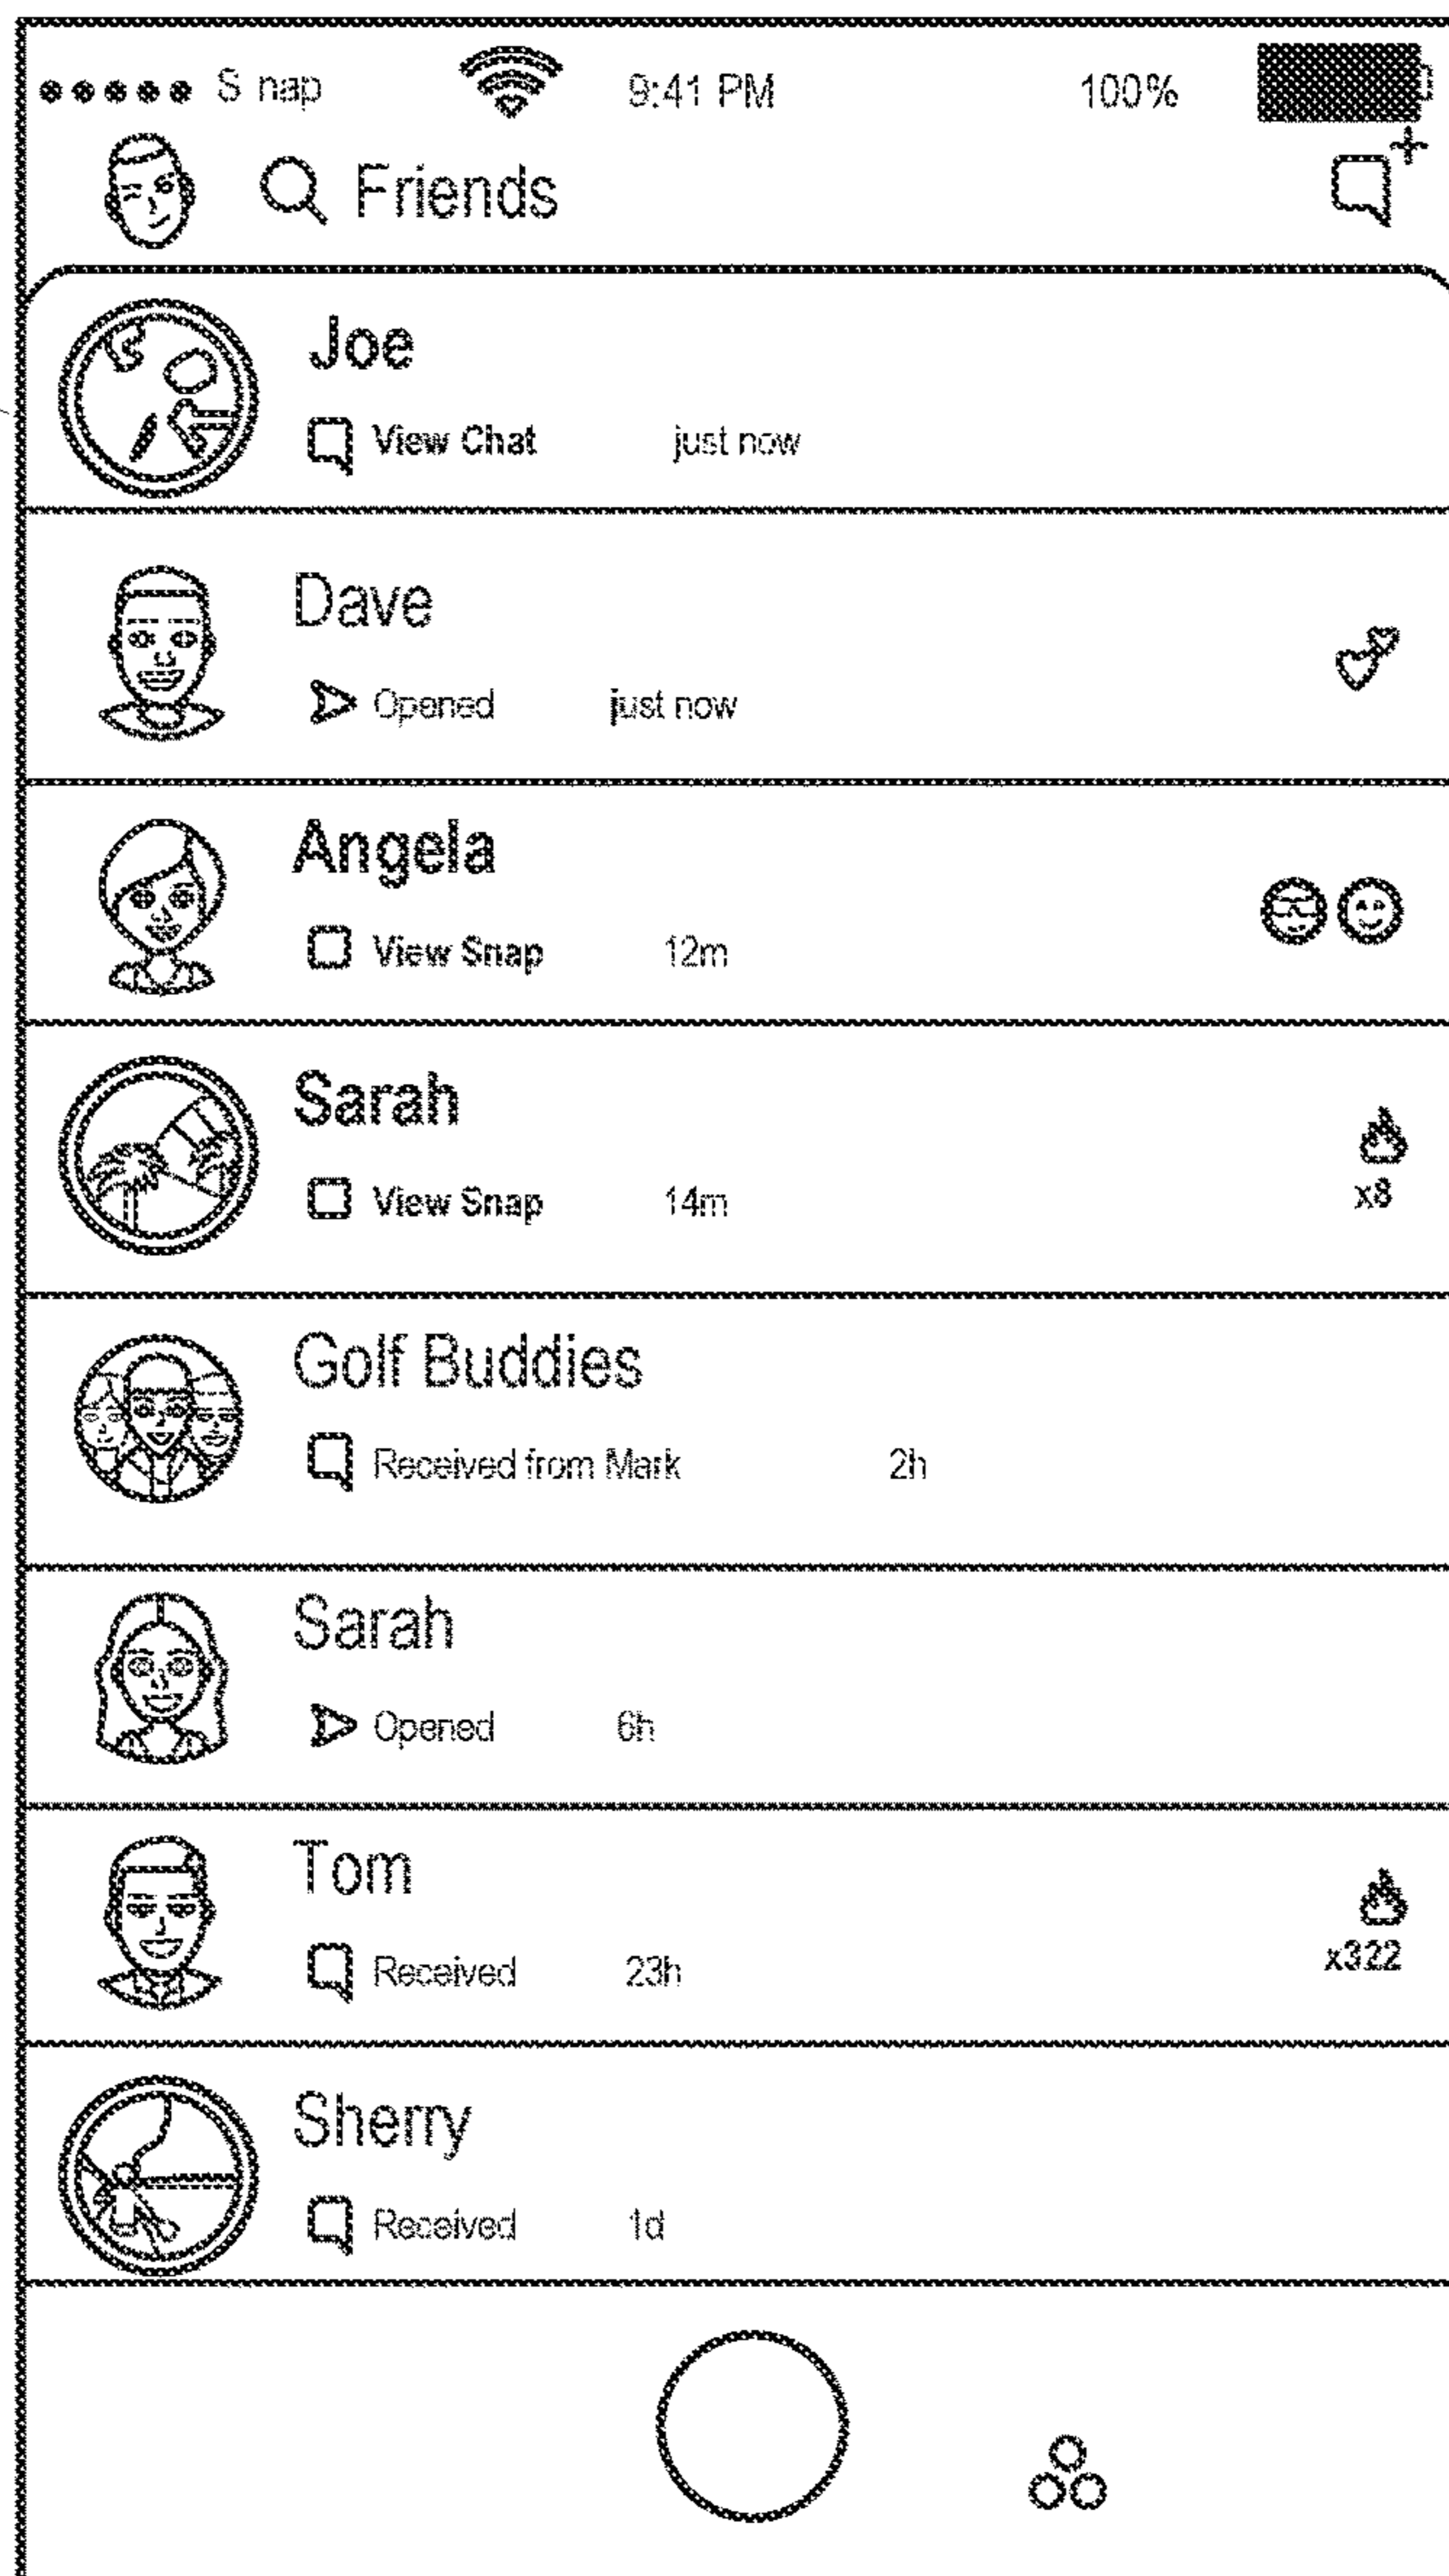 Snap 9:41 PM 100%
Friends
Joe
View Chat just now
Dave
Opened just now
Angela
View Snap 12m
Sarah
View Snap 14m
x8
Golf Buddies
Received from Mark 2h
Sarah
Opened 6h
Tom
Received 23h
x322
Sherry
Received 1d